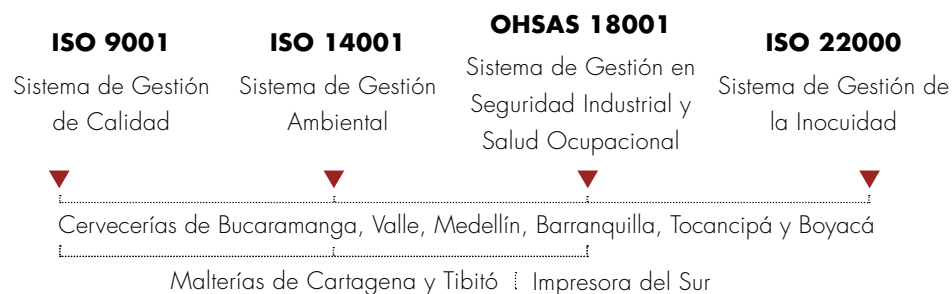 ISO 9001
Sistema de Gestión
de Calidad
ISO 14001
Sistema de Gestión
Ambiental
OHSAS 18001
Sistema de Gestión en
Seguridad Industrial y
Salud Ocupacional
ISO 22000
Sistema de Gestión de
la Inocuidad
Cervecerías de Bucaramanga, Valle, Medellín, Barranquilla, Tocancipá y Boyacá
Malterías de Cartagena y Tibitó
Impresora del Sur